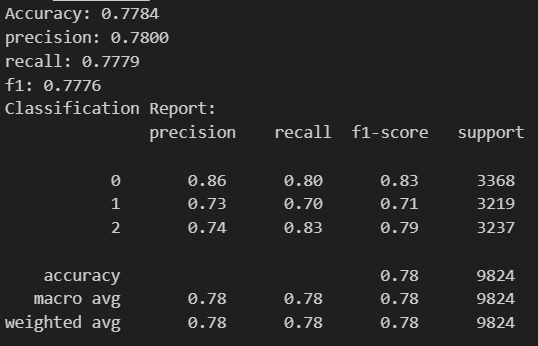 Accuracy: 0.7784
precision: 0.7800
recall: 0.7779
f1: 0.7776
Classification Report:
precision recall f1-score support
0 0.86 0.80 0.83 3368
1 0.73 0.70 0.71 3219
2 0.74 0.83 0.79 3237
accuracy 0.78 9824
macro avg 0.78 0.78 0.78 9824
weighted avg 0.78 0.78 0.78 9824